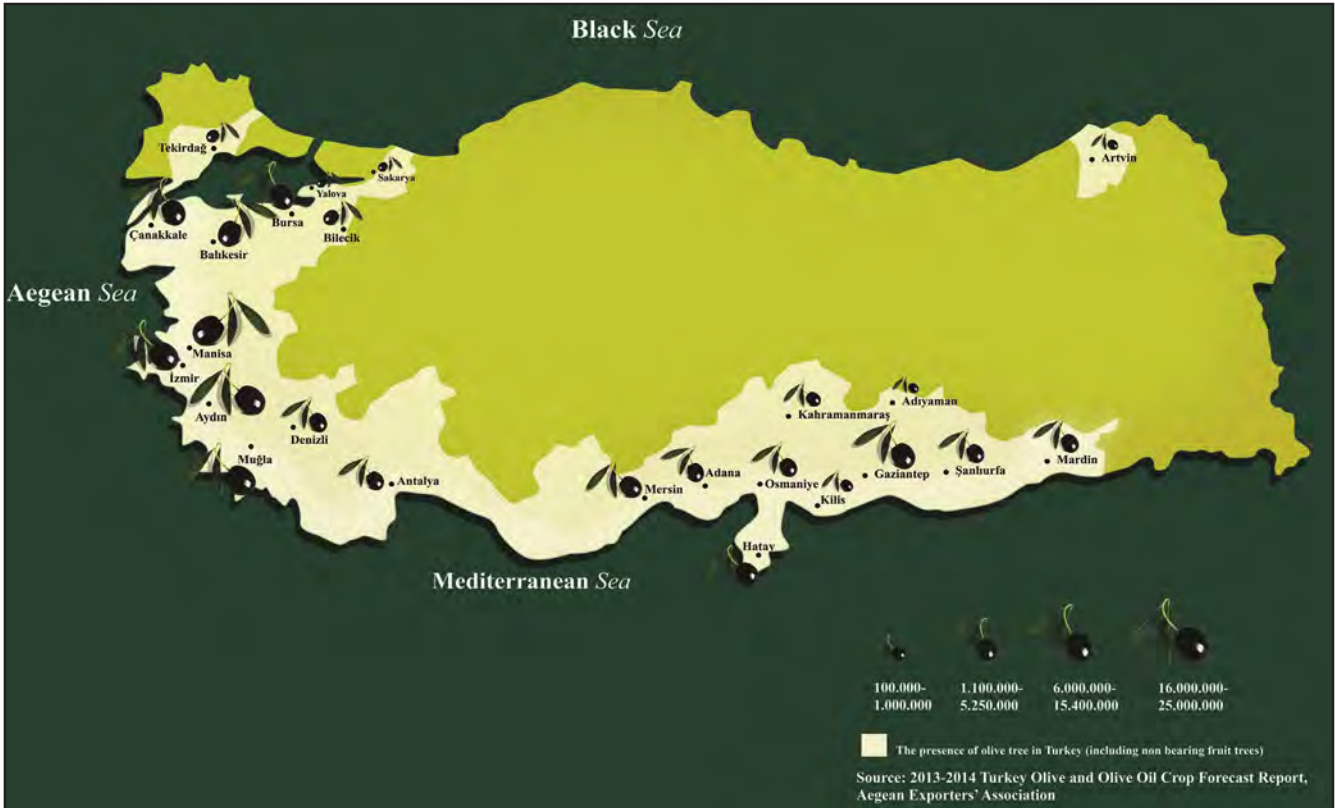 Black Sea
Tekirdağ
Artvin
Sakarya
Yalova
Bursa
Çanakkale
Bilecik
Balıkesir
Aegean Sea
Manisa
İzmir
Aydın
Denizli
Muğla
Antalya
Kahramanmaraş
Adıyaman
Mardin
Mersin
Adana
Osmaniye
Gaziantep
Şanlıurfa
Kilis
Hatay
Mediterranean Sea
100.000-
1.000.000
1.100.000-
5.250.000
6.000.000-
15.400.000
16.000.000-
25.000.000
The presence of olive tree in Turkey (including non bearing fruit trees)
Source: 2013-2014 Turkey Olive and Olive Oil Crop Forecast Report,
Aegean Exporters' Association